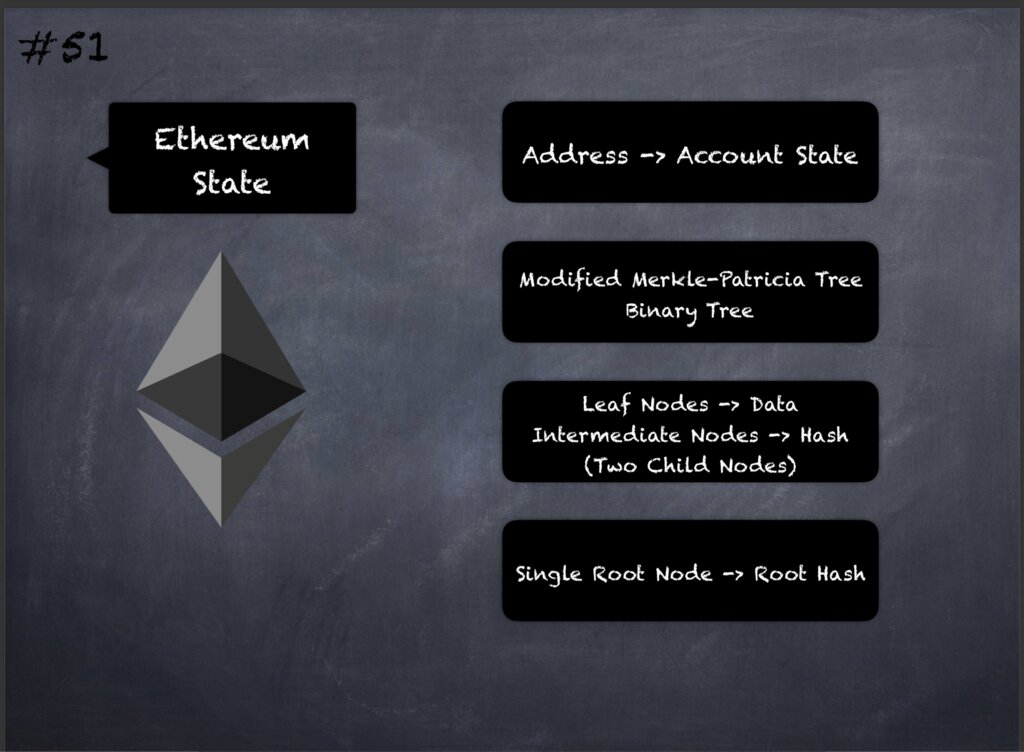 #51
Ethereum
State
Address -> Account State
Modified Merkle-Patricia Tree
Binary Tree
Leaf Nodes -> Data
Intermediate Nodes -> Hash
(Two Child Nodes)
Single Root Node -> Root Hash